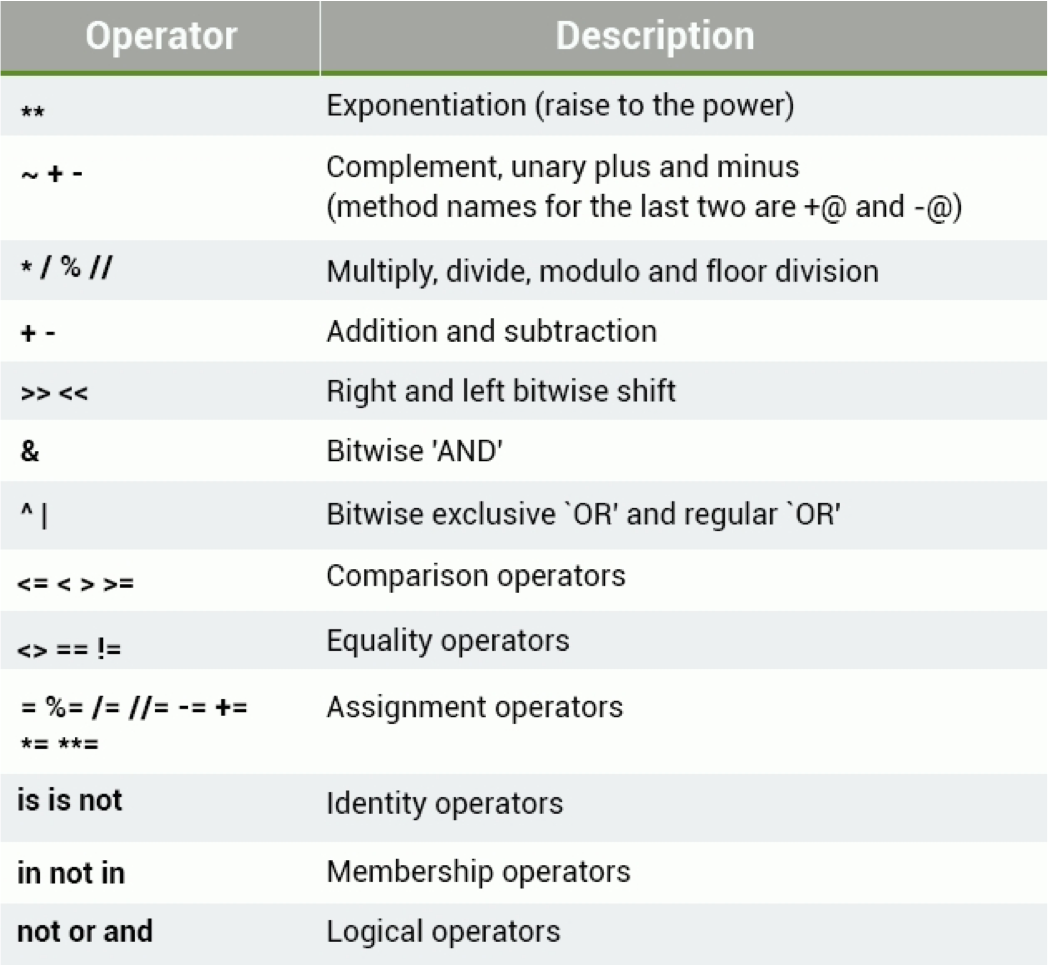 Operator Description
** Exponentiation (raise to the power)
~ + - Complement, unary plus and minus
(method names for the last two are +@ and -@)
* / % // Multiply, divide, modulo and floor division
+ - Addition and subtraction
>> << Right and left bitwise shift
& Bitwise 'AND'
^ | Bitwise exclusive `OR' and regular `OR'
<= < > >= Comparison operators
<> == != Equality operators
= %= /= //= -= += Assignment operators
*= **=
is is not Identity operators
in not in Membership operators
not or and Logical operators